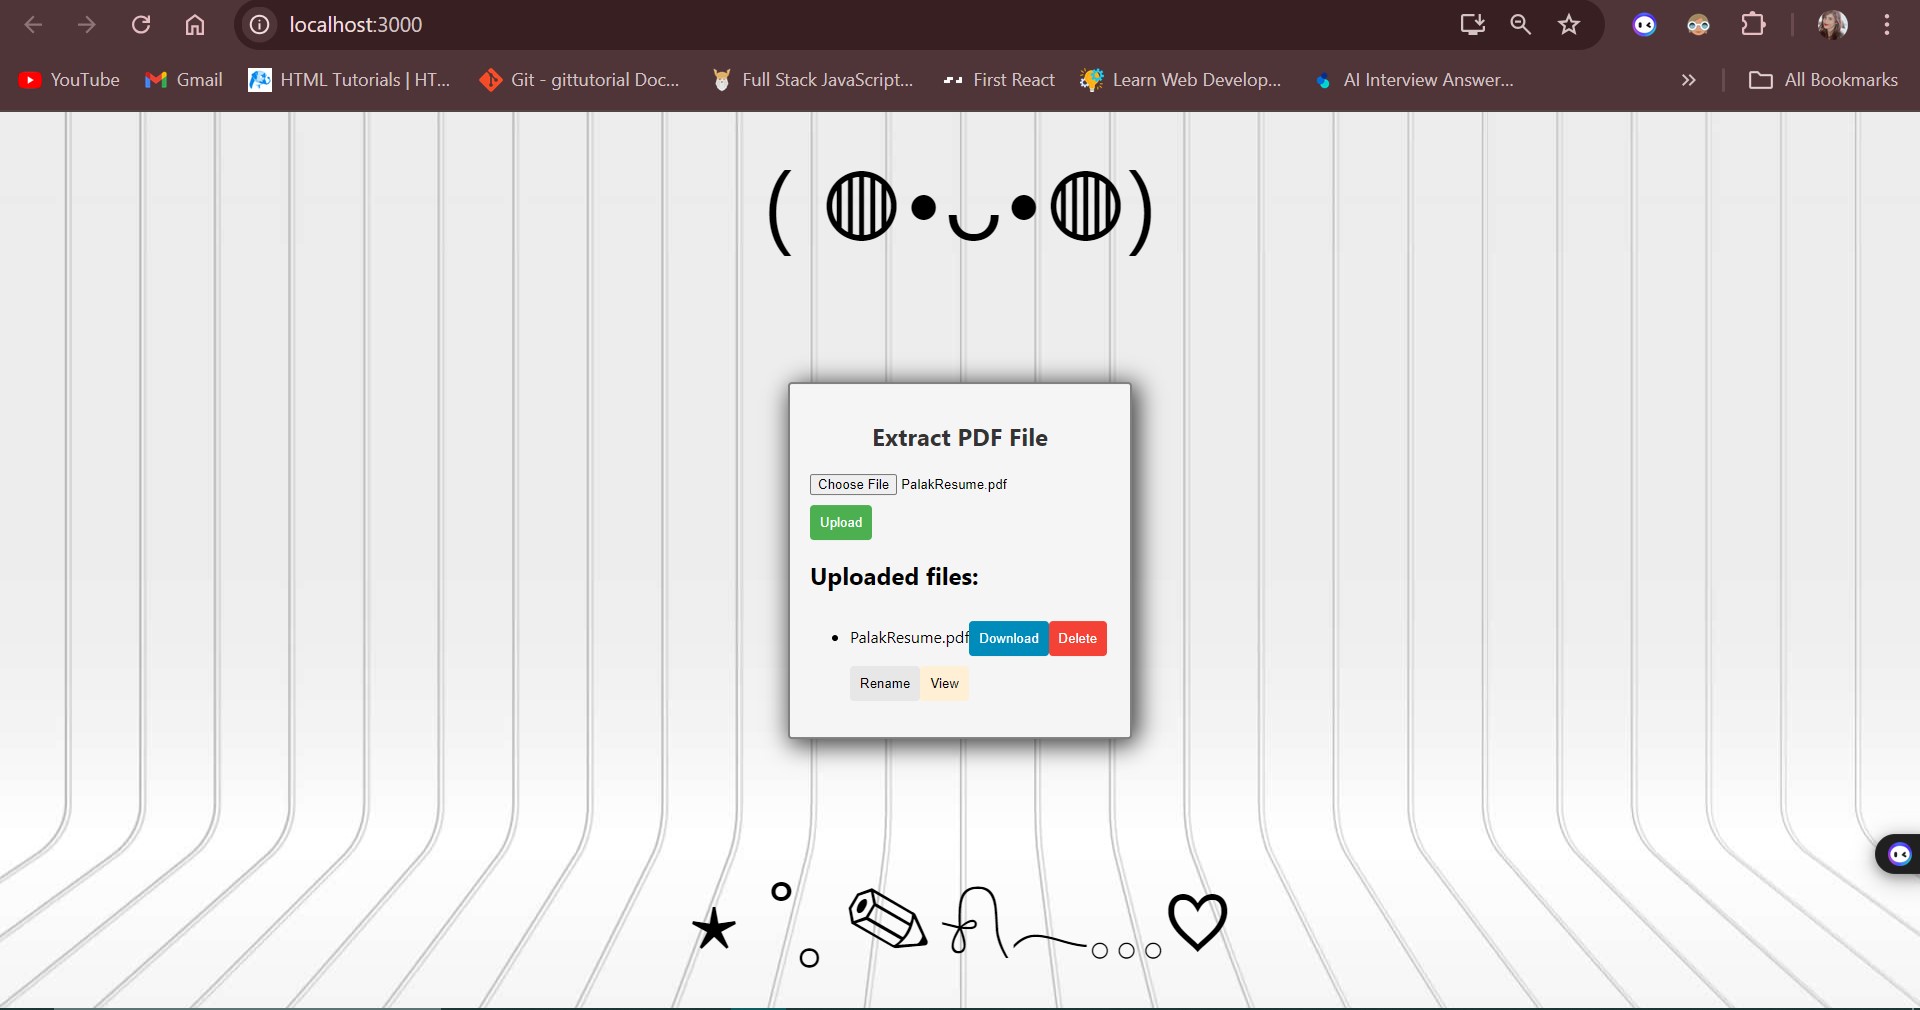 localhost:3000
YouTube Gmail HTML Tutorials | HT... Git - gittutorial Doc... Full Stack JavaScript... First React Learn Web Develop... AI Interview Answer... » All Bookmarks
( ◍•ᴗ•◍)
Extract PDF File
Choose File PalakResume.pdf
Upload
Uploaded files:
• PalakResume.pdf Download Delete
Rename View